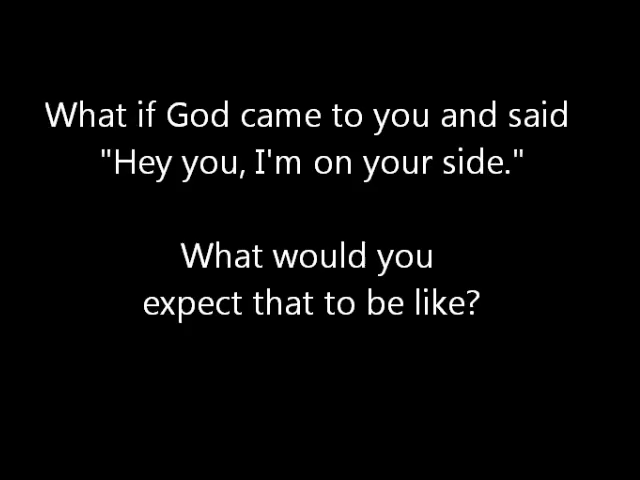 What if God came to you and said
"Hey you, I'm on your side."
What would you
expect that to be like?